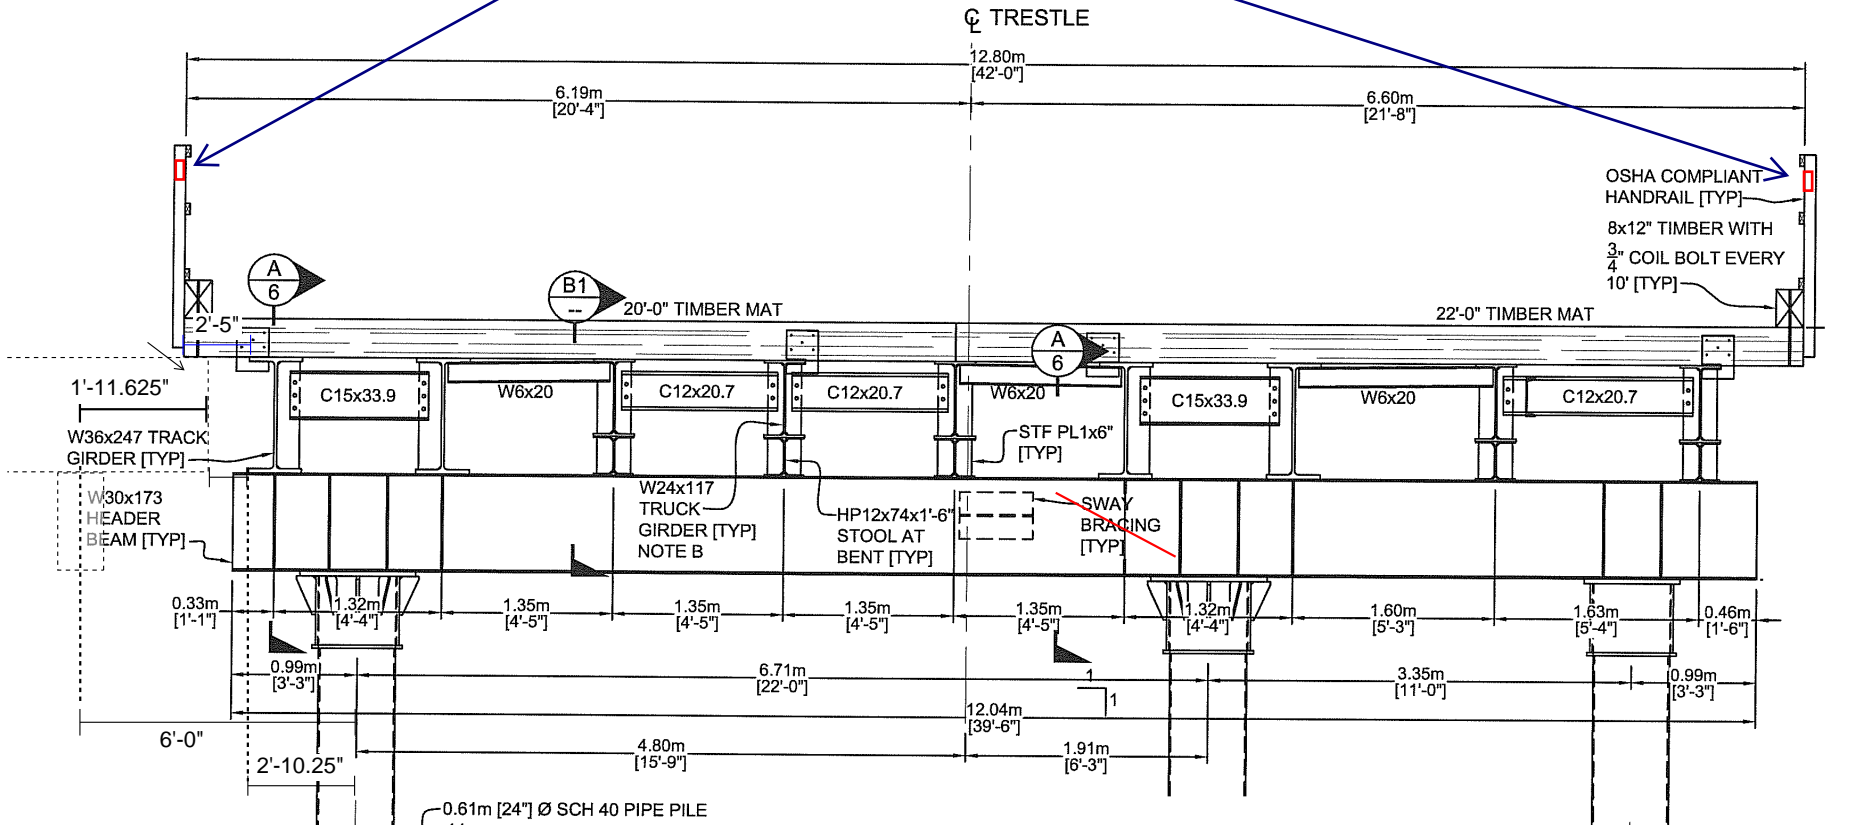 ℄ TRESTLE
12.80m
[42'-0"]
6.19m
[20'-4"]
6.60m
[21'-8"]
OSHA COMPLIANT
HANDRAIL [TYP]
8x12" TIMBER WITH
3/4" COIL BOLT EVERY
10' [TYP]
A
6
B1
--
20'-0" TIMBER MAT
22'-0" TIMBER MAT
2'-5"
A
6
1'-11.625"
C15x33.9
W6x20
C12x20.7
C12x20.7
W6x20
C15x33.9
W6x20
C12x20.7
W36x247 TRACK
GIRDER [TYP]
STF PL1x6"
[TYP]
W30x173
HEADER
BEAM [TYP]
W24x117
TRUCK
GIRDER [TYP]
NOTE B
HP12x74x1'-6"
STOOL AT
BENT [TYP]
SWAY
BRACING
[TYP]
0.33m
[1'-1"]
1.32m
[4'-4"]
1.35m
[4'-5"]
1.35m
[4'-5"]
1.35m
[4'-5"]
1.35m
[4'-5"]
1.32m
[4'-4"]
1.60m
[5'-3"]
1.63m
[5'-4"]
0.46m
[1'-6"]
0.99m
[3'-3"]
6.71m
[22'-0"]
3.35m
[11'-0"]
0.99m
[3'-3"]
1
1
12.04m
[39'-6"]
6'-0"
4.80m
[15'-9"]
1.91m
[6'-3"]
2'-10.25"
0.61m [24"] Ø SCH 40 PIPE PILE